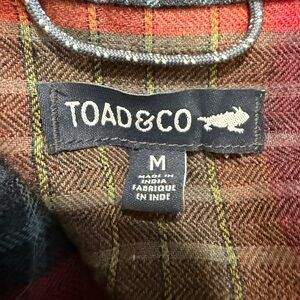 TOAD&CO
M
MADE IN
INDIA
FABRIQUE
EN INDE